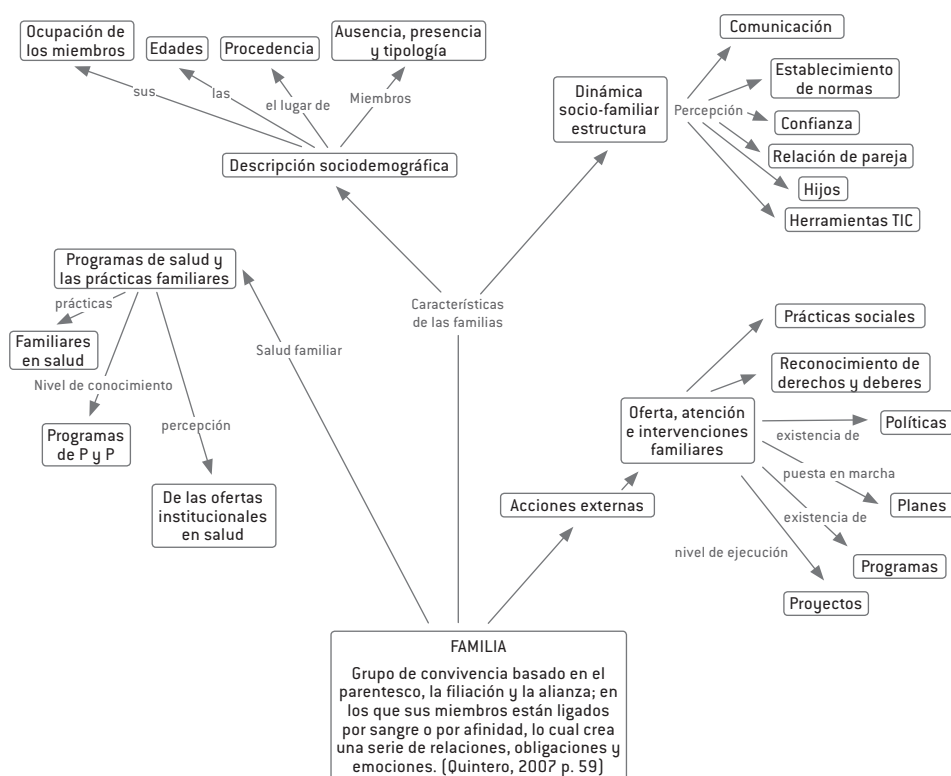 Ocupación de
los miembros
Edades
Procedencia
Ausencia, presencia
y tipología
sus
las
el lugar de
Miembros
Descripción sociodemográfica
Comunicación
Dinámica
socio-familiar
estructura
Percepción
Establecimiento
de normas
Confianza
Relación de pareja
Hijos
Herramientas TIC
Programas de salud y
las prácticas familiares
prácticas
Familiares
en salud
Nivel de conocimiento
Programas
de P y P
percepción
De las ofertas
institucionales
en salud
Salud familiar
Características
de las familias
Prácticas sociales
Reconocimiento de
derechos y deberes
Oferta, atención
e intervenciones
familiares
existencia de
Políticas
puesta en marcha
Planes
existencia de
Programas
nivel de ejecución
Proyectos
Acciones externas
FAMILIA
Grupo de convivencia basado en el
parentesco, la filiación y la alianza; en
los que sus miembros están ligados
por sangre o por afinidad, lo cual crea
una serie de relaciones, obligaciones y
emociones. (Quintero, 2007 p. 59)